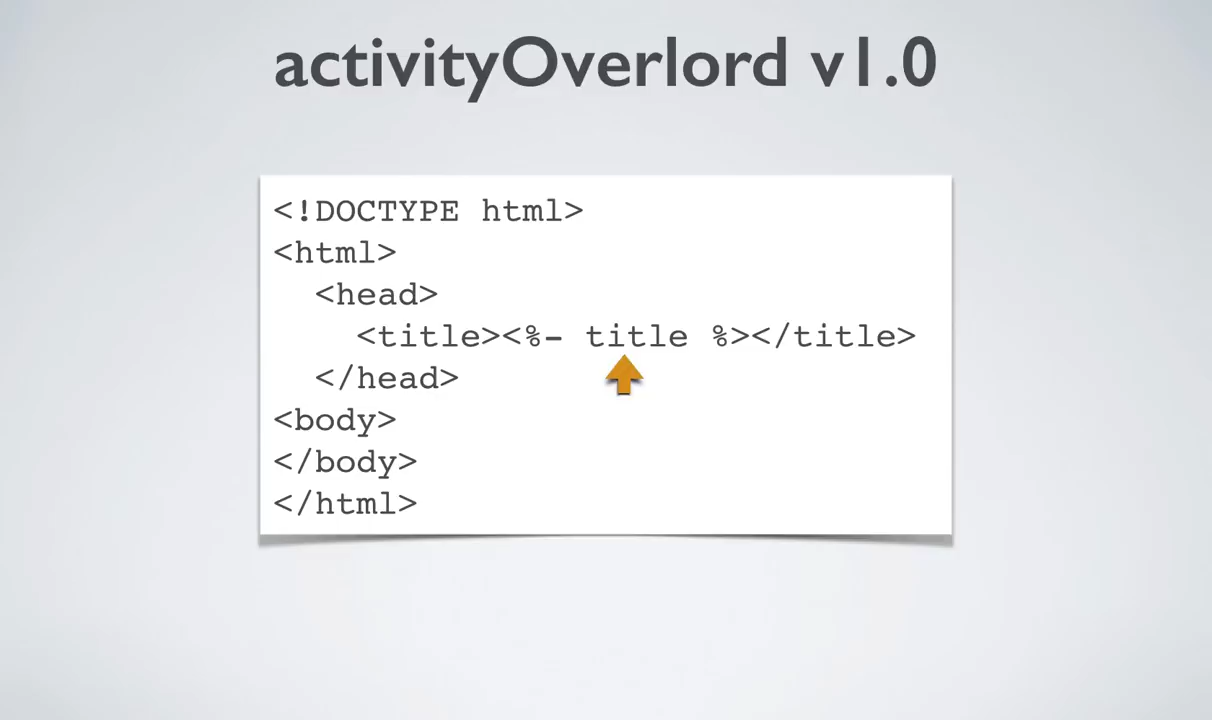 activityOverlord v1.0
<!DOCTYPE html>
<html>
<head>
<title><%- title %></title>
</head>
<body>
</body>
</html>